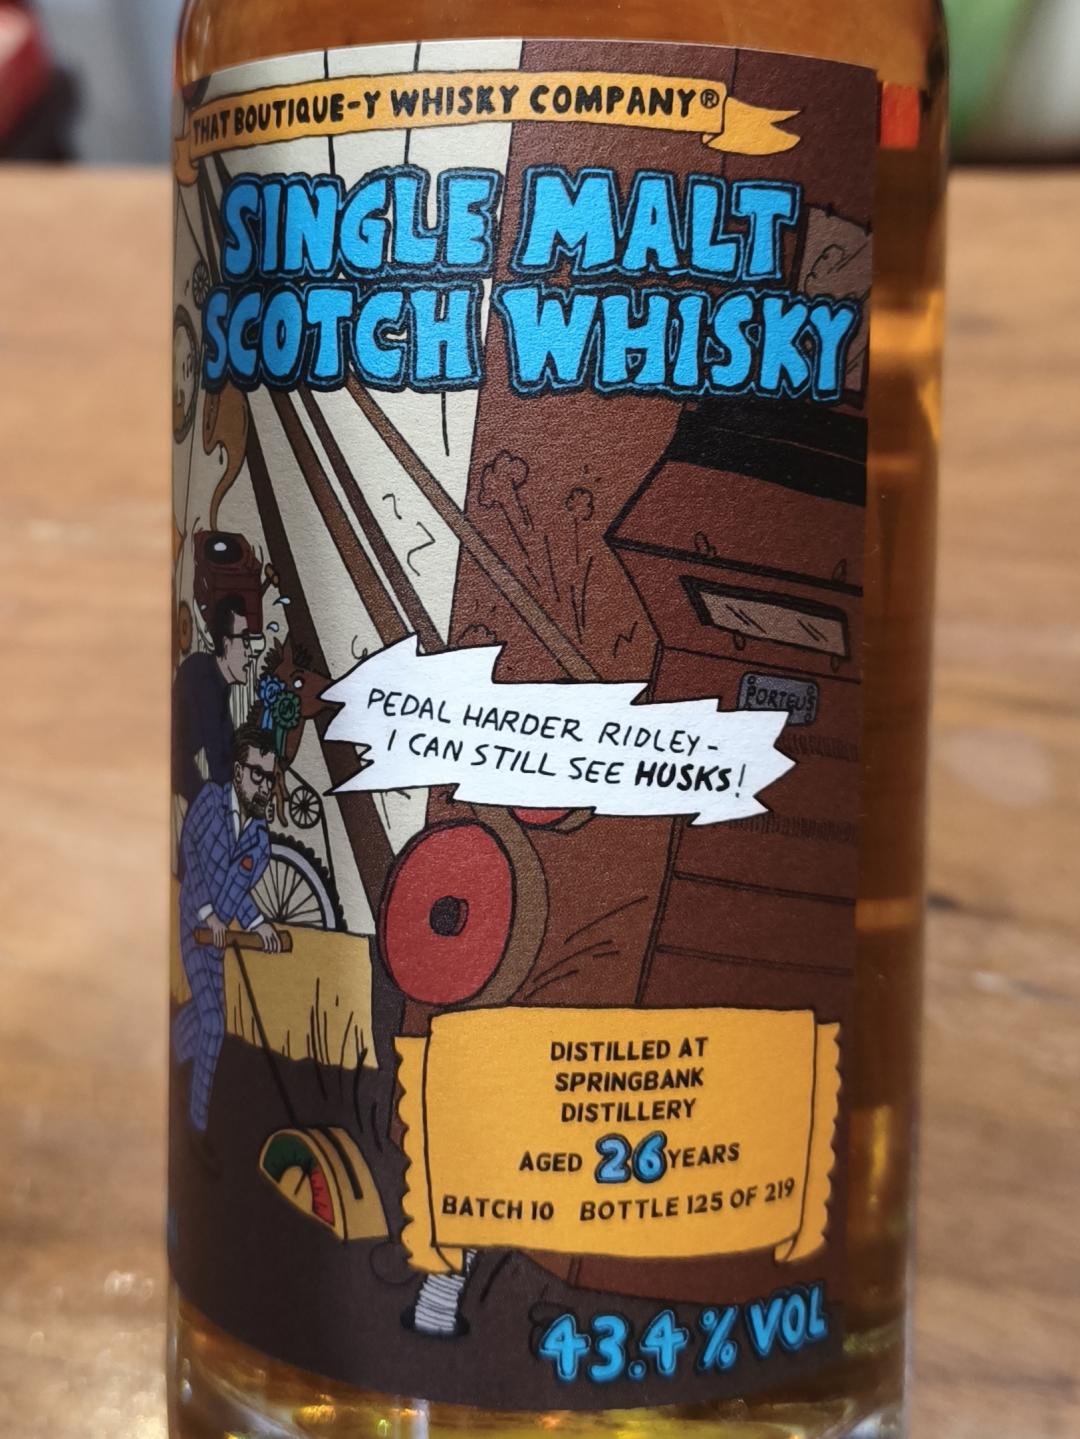 THAT BOUTIQUE-Y WHISKY COMPANY®
SINGLE MALT
SCOTCH WHISKY
PORTEUS
PEDAL HARDER RIDLEY-
I CAN STILL SEE HUSKS!
DISTILLED AT
SPRINGBANK
DISTILLERY
AGED 26 YEARS
BATCH 10 BOTTLE 125 OF 219
43.4% VOL